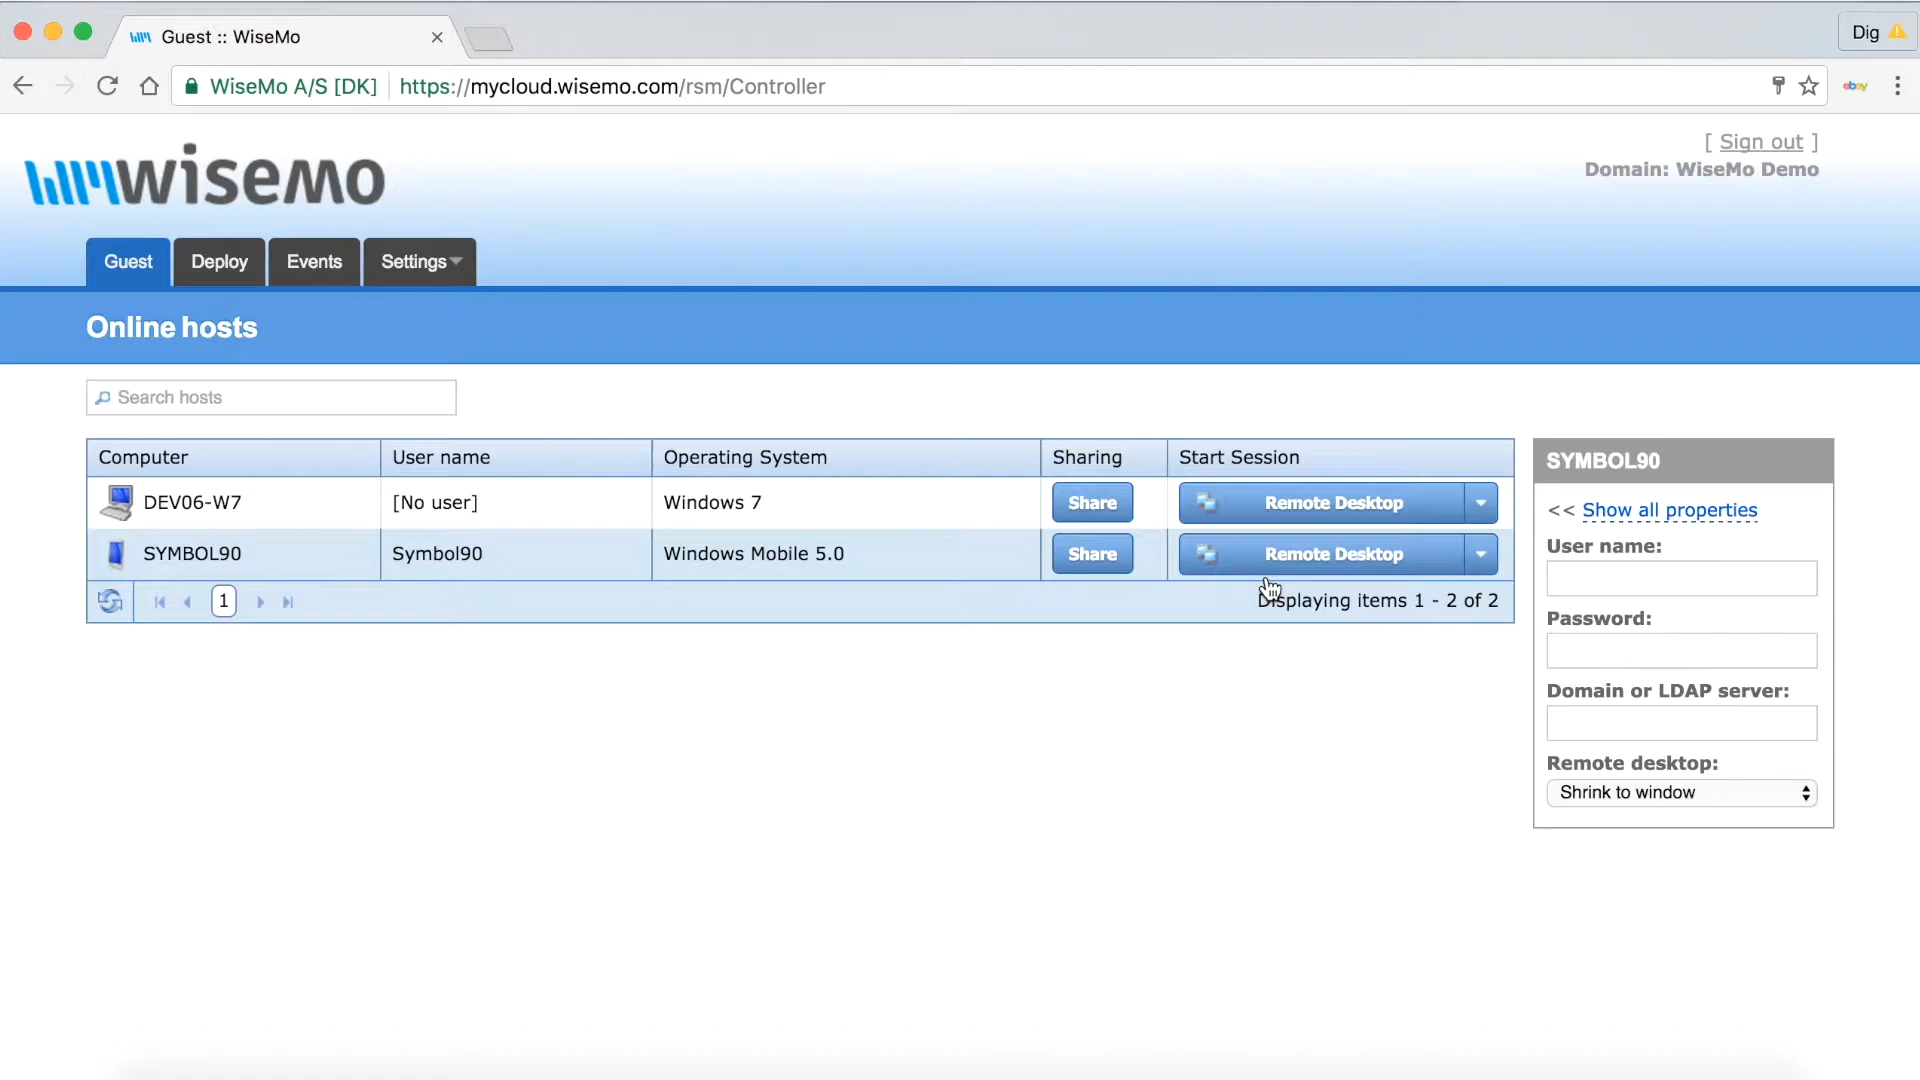 Guest :: WiseMo
Dig
WiseMo A/S [DK] https://mycloud.wisemo.com/rsm/Controller
ebay
[ Sign out ]
Domain: WiseMo Demo
wisemo
Guest Deploy Events Settings
Online hosts
Search hosts
Computer User name Operating System Sharing Start Session
DEV06-W7 [No user] Windows 7 Share Remote Desktop
SYMBOL90 Symbol90 Windows Mobile 5.0 Share Remote Desktop
1 Displaying items 1 - 2 of 2
SYMBOL90
<< Show all properties
User name:
Password:
Domain or LDAP server:
Remote desktop:
Shrink to window